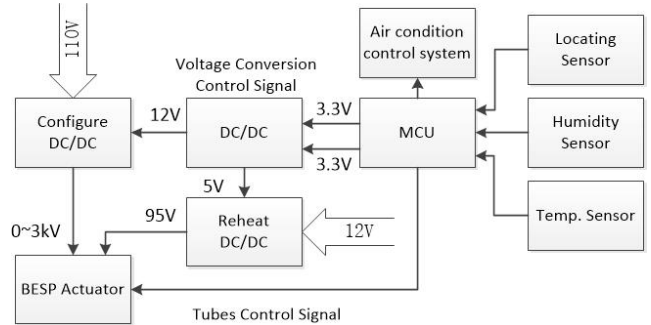 110V
Air condition
control system
Locating
Sensor
Voltage Conversion
Control Signal
Configure
DC/DC
12V
DC/DC
3.3V
3.3V
MCU
Humidity
Sensor
5V
95V
Reheat
DC/DC
12V
Temp. Sensor
0~3kV
BESP Actuator
Tubes Control Signal